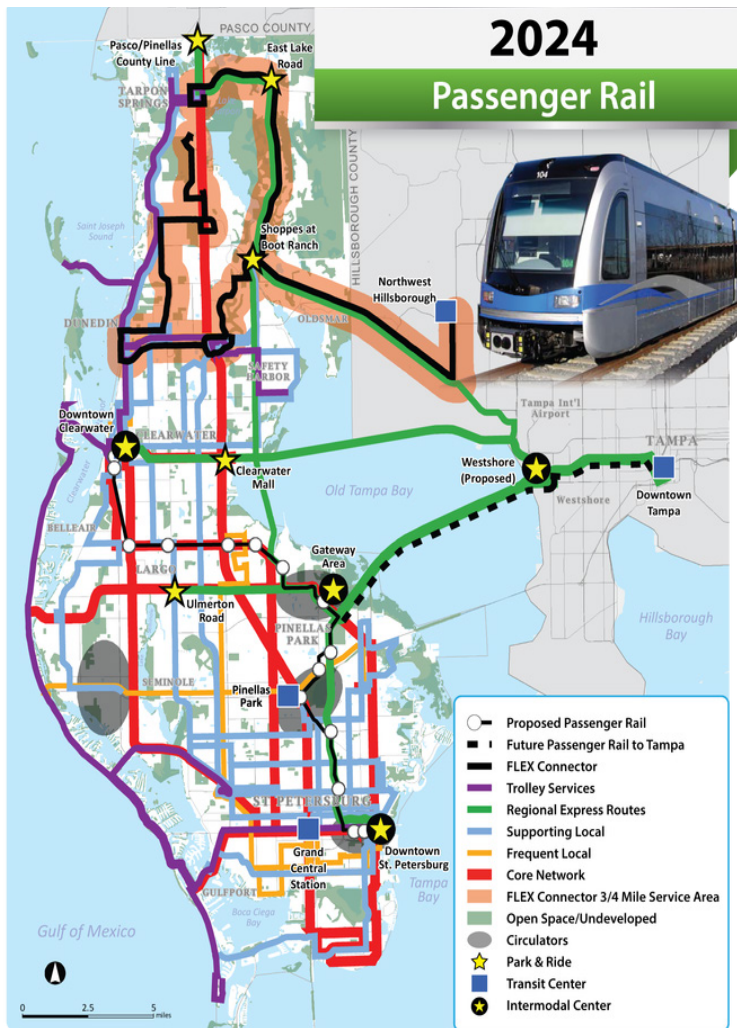 PASCO COUNTY
2024
Passenger Rail
Pasco/Pinellas
County Line
East Lake
Road
TARPON
SPRINGS
HILLSBOROUGH COUNTY
104
Saint Joseph
Sound
Shoppes at
Boot Ranch
Northwest
Hillsborough
DUNEDIN
OLDSMAR
SAFETY
HARBOR
Tampa Int'l
Airport
Downtown
Clearwater
CLEARWATER
TAMPA
Clearwater
Clearwater
Mall
Westshore
(Proposed)
Old Tampa Bay
Westshore
Downtown
Tampa
BELLEAIR
Gateway
Area
LARGO
Ulmerton
Road
PINELLAS
PARK
Hillsborough
Bay
SEMINOLE
Pinellas
Park
ST PETERSBURG
Grand
Central
Station
Downtown
St. Petersburg
GULFPORT
Tampa
Bay
Boca Ciega
Bay
Gulf of Mexico
0 2.5 5
miles
Proposed Passenger Rail
Future Passenger Rail to Tampa
FLEX Connector
Trolley Services
Regional Express Routes
Supporting Local
Frequent Local
Core Network
FLEX Connector 3/4 Mile Service Area
Open Space/Undeveloped
Circulators
Park & Ride
Transit Center
Intermodal Center